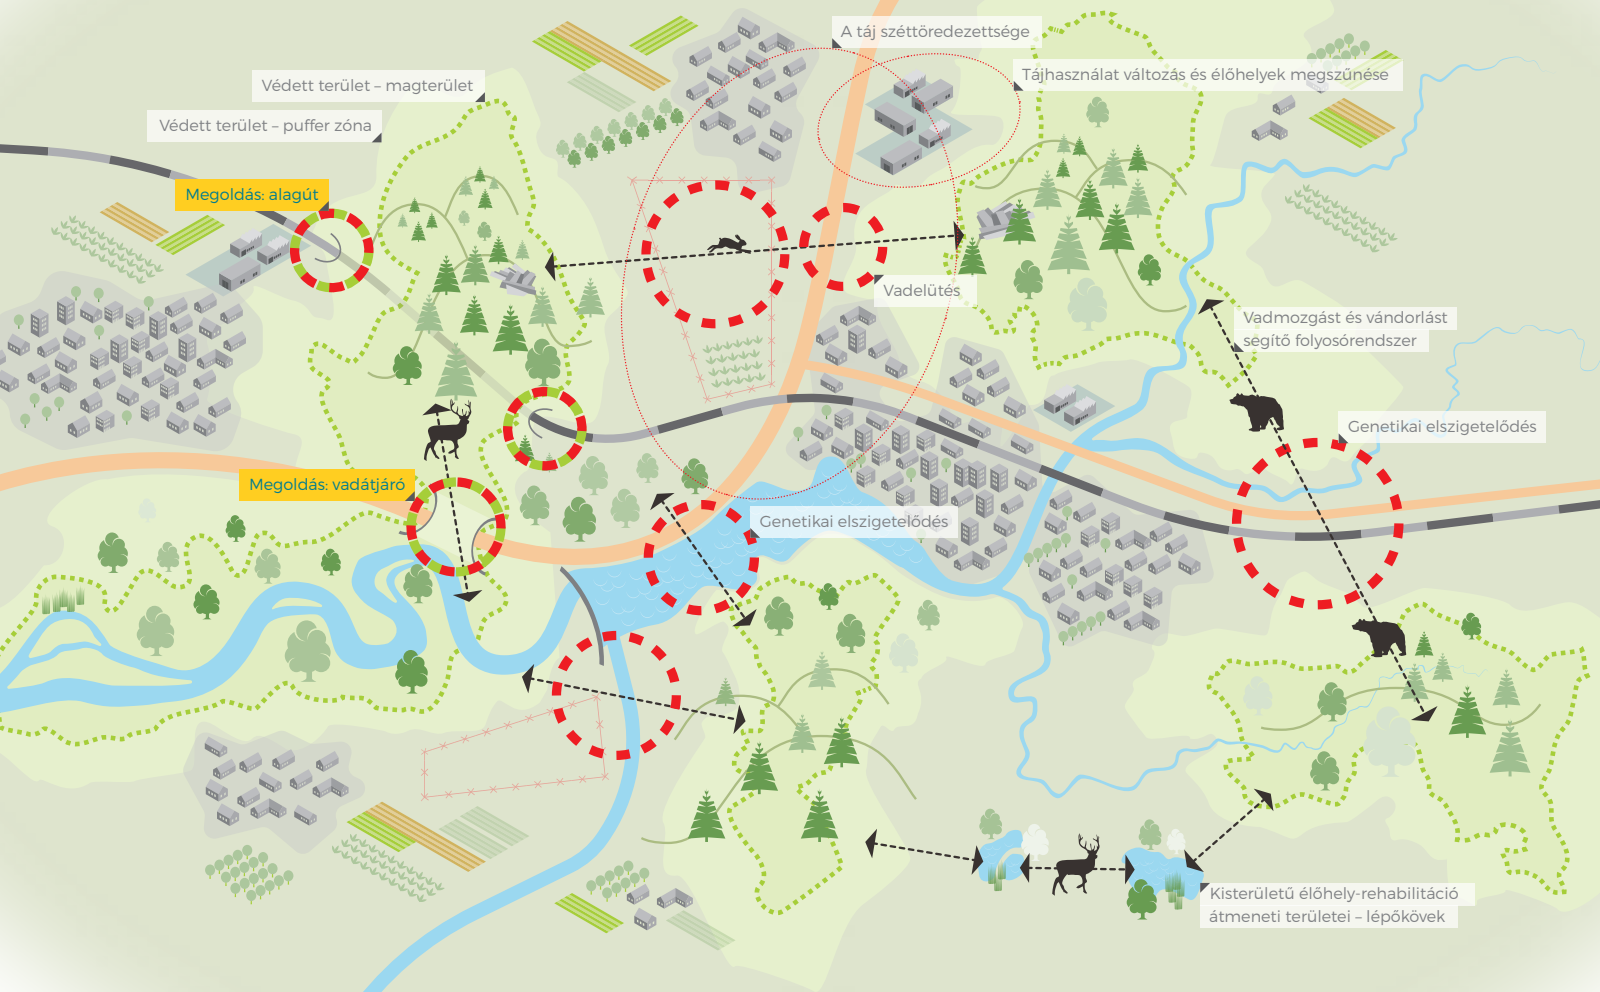 A táj széttöredezettsége
Tájhasználat változás és élőhelyek megszűnése
Védett terület – magterület
Védett terület – puffer zóna
Megoldás: alagút
Vadelütés
Vadmozgást és vándorlást
segítő folyosórendszer
Genetikai elszigetelődés
Megoldás: vadátjáró
Genetikai elszigetelődés
Kisterületű élőhely-rehabilitáció
átmeneti területei – lépőkövek